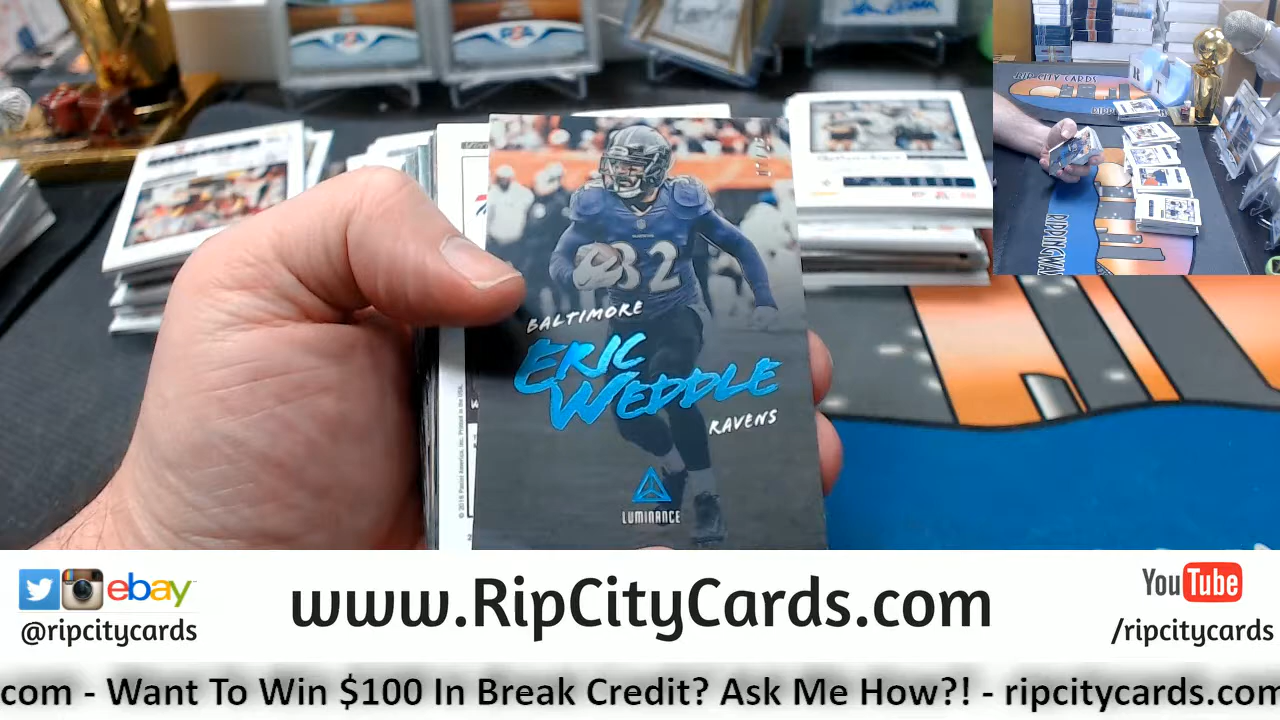 RIP CITY CARDS
32
BALTIMORE
ERIC
WEDDLE
RAVENS
LUMINANCE
ebay
@ripcitycards
www.RipCityCards.com
YouTube
/ripcitycards
com - Want To Win $100 In Break Credit? Ask Me How?! - ripcitycards.com